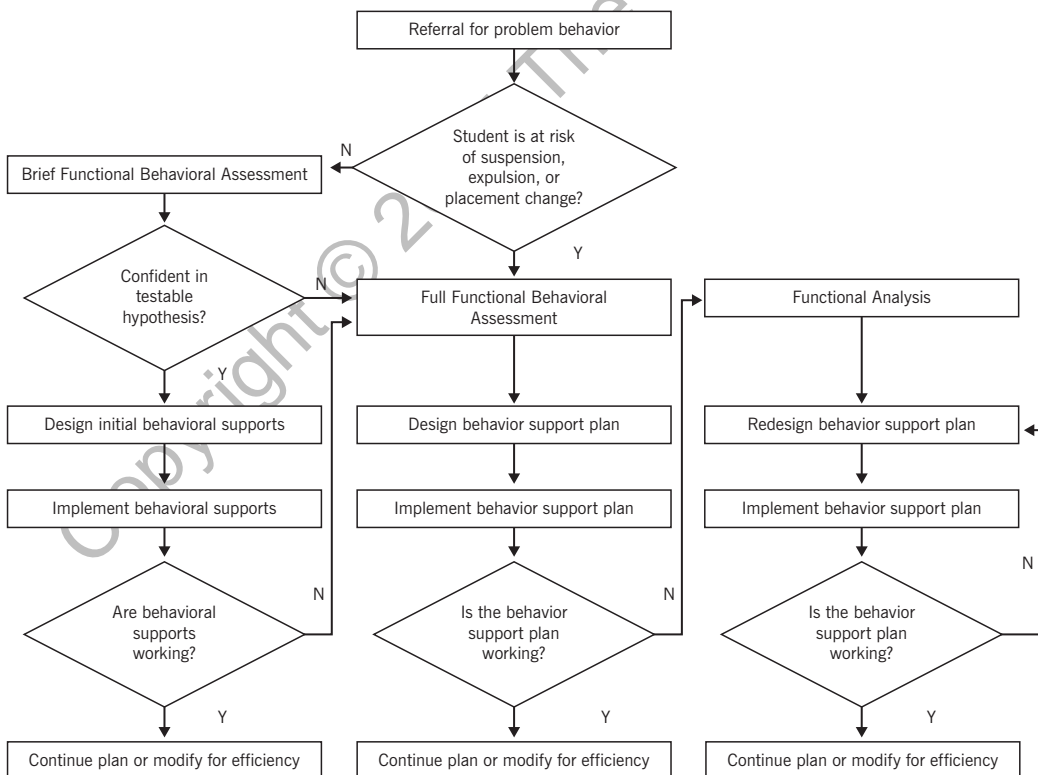 Referral for problem behavior
Student is at risk
of suspension,
expulsion, or
placement change?
N
Y
Brief Functional Behavioral Assessment
Confident in
testable
hypothesis?
N
Y
Design initial behavioral supports
Implement behavioral supports
Are behavioral
supports
working?
N
Y
Continue plan or modify for efficiency
Full Functional Behavioral
Assessment
Design behavior support plan
Implement behavior support plan
Is the behavior
support plan
working?
N
Y
Continue plan or modify for efficiency
Functional Analysis
Redesign behavior support plan
Implement behavior support plan
Is the behavior
support plan
working?
N
Y
Continue plan or modify for efficiency
Copyright © 2